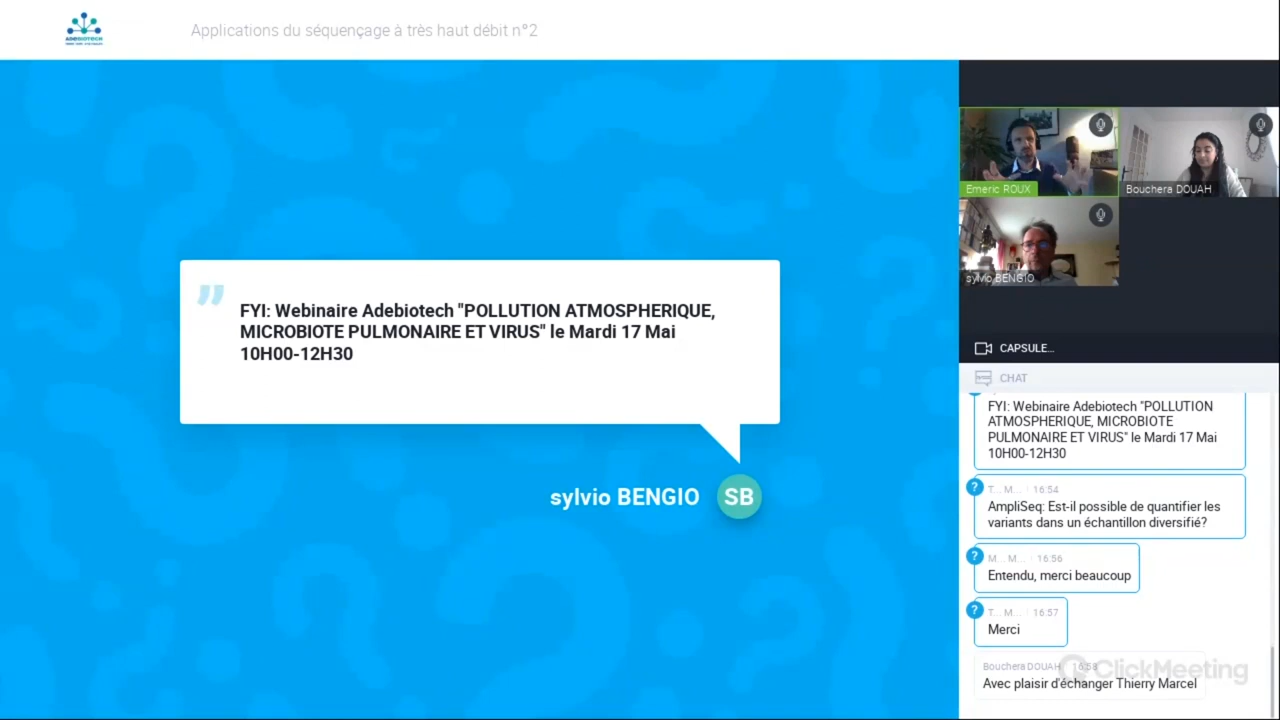 ADEBIOTECH
Applications du séquençage à très haut débit n°2
FYI: Webinaire Adebiotech "POLLUTION ATMOSPHERIQUE,
MICROBIOTE PULMONAIRE ET VIRUS" le Mardi 17 Mai
10H00-12H30
sylvio BENGIO
SB
Emeric ROUX
Bouchera DOUAH
sylvio BENGIO
CAPSULE...
CHAT
FYI: Webinaire Adebiotech "POLLUTION
ATMOSPHERIQUE, MICROBIOTE
PULMONAIRE ET VIRUS" le Mardi 17 Mai
10H00-12H30
? T... M... 16:54
AmpliSeq: Est-il possible de quantifier les
variants dans un échantillon diversifié?
? M... M... 16:56
Entendu, merci beaucoup
? T... M... 16:57
Merci
Bouchera DOUAH 16:58
ClickMeeting
Avec plaisir d'échanger Thierry Marcel